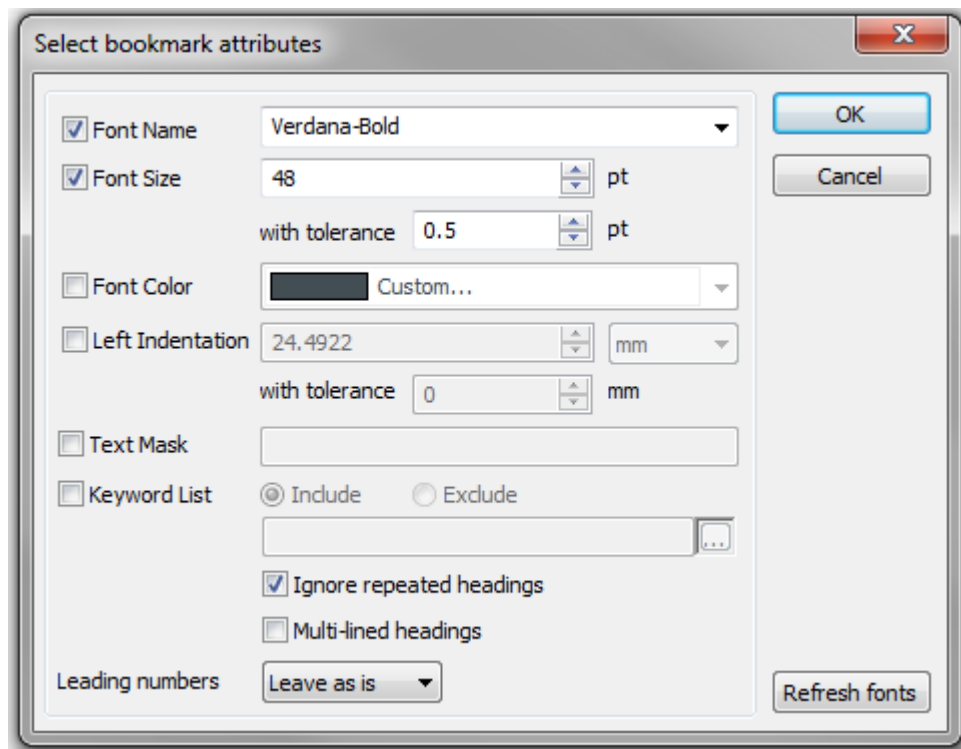 Select bookmark attributes
Font Name Verdana-Bold OK
Font Size 48 pt Cancel
with tolerance 0.5 pt
Font Color Custom...
Left Indentation 24.4922 mm
with tolerance 0 mm
Text Mask
Keyword List Include Exclude
...
Ignore repeated headings
Multi-lined headings
Leading numbers Leave as is Refresh fonts